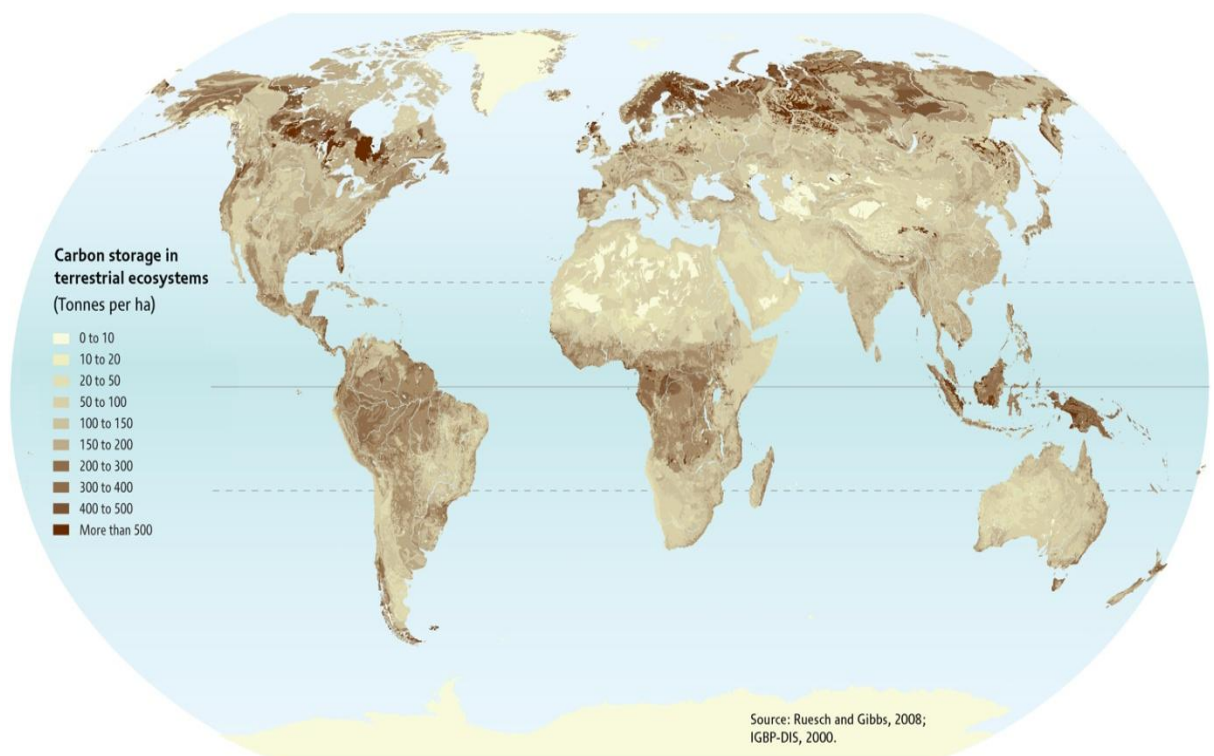 Carbon storage in
terrestrial ecosystems
(Tonnes per ha)
0 to 10
10 to 20
20 to 50
50 to 100
100 to 150
150 to 200
200 to 300
300 to 400
400 to 500
More than 500
Source: Ruesch and Gibbs, 2008;
IGBP-DIS, 2000.